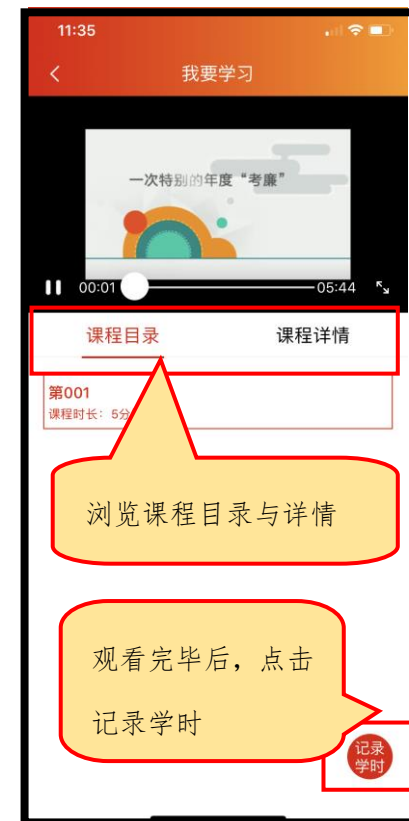 11:35
我要学习
一次特别的年度“考廉”
00:01
05:44
课程目录
课程详情
第001
课程时长：5分
浏览课程目录与详情
观看完毕后，点击
记录学时
记录
学时